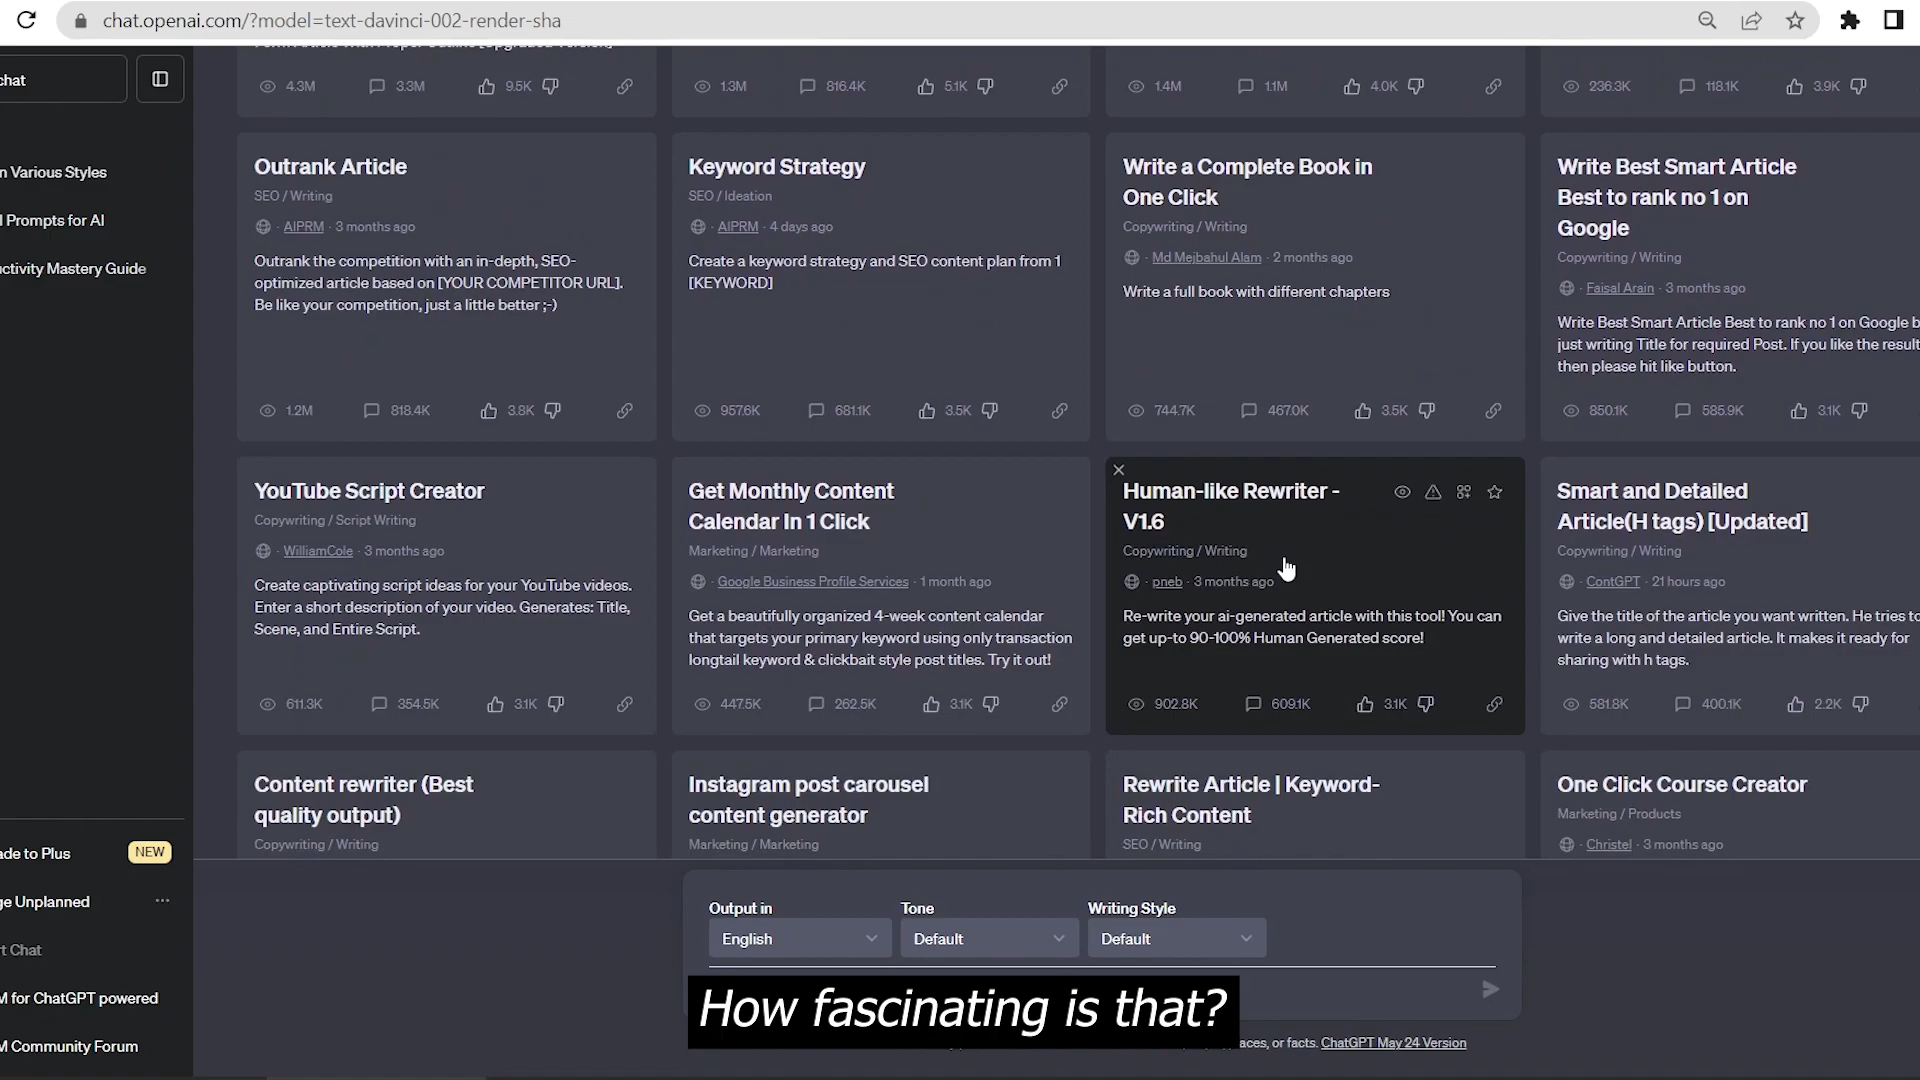 chat.openai.com/?model=text-davinci-002-render-sha
chat
n Various Styles
l Prompts for AI
uctivity Mastery Guide
ade to Plus
NEW
ge Unplanned
rt Chat
M for ChatGPT powered
M Community Forum
4.3M 3.3M 9.5K
1.3M 816.4K 5.1K
1.4M 1.1M 4.0K
236.3K 118.1K 3.9K
Outrank Article
SEO / Writing
· AIPRM · 3 months ago
Outrank the competition with an in-depth, SEO-
optimized article based on [YOUR COMPETITOR URL].
Be like your competition, just a little better ;-)
1.2M 818.4K 3.8K
Keyword Strategy
SEO / Ideation
· AIPRM · 4 days ago
Create a keyword strategy and SEO content plan from 1
[KEYWORD]
957.6K 681.1K 3.5K
Write a Complete Book in
One Click
Copywriting / Writing
· Md Mejbahul Alam · 2 months ago
Write a full book with different chapters
744.7K 467.0K 3.5K
Write Best Smart Article
Best to rank no 1 on
Google
Copywriting / Writing
· Faisal Arain · 3 months ago
Write Best Smart Article Best to rank no 1 on Google b
just writing Title for required Post. If you like the result
then please hit like button.
850.1K 585.9K 3.1K
YouTube Script Creator
Copywriting / Script Writing
· WilliamCole · 3 months ago
Create captivating script ideas for your YouTube videos.
Enter a short description of your video. Generates: Title,
Scene, and Entire Script.
611.3K 354.5K 3.1K
Get Monthly Content
Calendar In 1 Click
Marketing / Marketing
· Google Business Profile Services · 1 month ago
Get a beautifully organized 4-week content calendar
that targets your primary keyword using only transaction
longtail keyword & clickbait style post titles. Try it out!
447.5K 262.5K 3.1K
Human-like Rewriter -
V1.6
Copywriting / Writing
· pneb · 3 months ago
Re-write your ai-generated article with this tool! You can
get up-to 90-100% Human Generated score!
902.8K 609.1K 3.1K
Smart and Detailed
Article(H tags) [Updated]
Copywriting / Writing
· ContGPT · 21 hours ago
Give the title of the article you want written. He tries to
write a long and detailed article. It makes it ready for
sharing with h tags.
581.8K 400.1K 2.2K
Content rewriter (Best
quality output)
Copywriting / Writing
Instagram post carousel
content generator
Marketing / Marketing
Rewrite Article | Keyword-
Rich Content
SEO / Writing
One Click Course Creator
Marketing / Products
· Christel · 3 months ago
Output in Tone Writing Style
English Default Default
How fascinating is that?
aces, or facts. ChatGPT May 24 Version